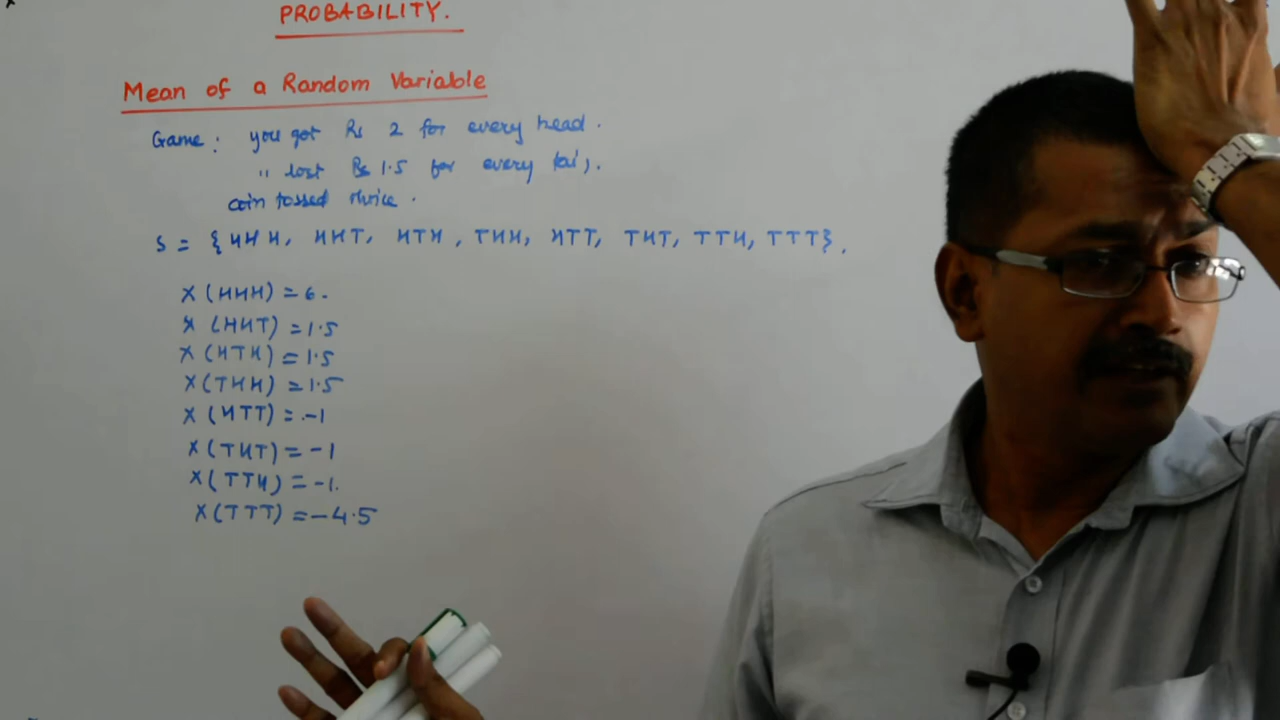 PROBABILITY.
Mean of a Random Variable
Game: you get Rs 2 for every head.
" lost Rs 1.5 for every tail.
coin tossed thrice.
S = {HHH, HHT, HTH, THH, HTT, THT, TTH, TTT}.
X(HHH) = 6.
X(HHT) = 1.5
X(HTH) = 1.5
X(THH) = 1.5
X(HTT) = -1
X(THT) = -1
X(TTH) = -1.
X(TTT) = -4.5